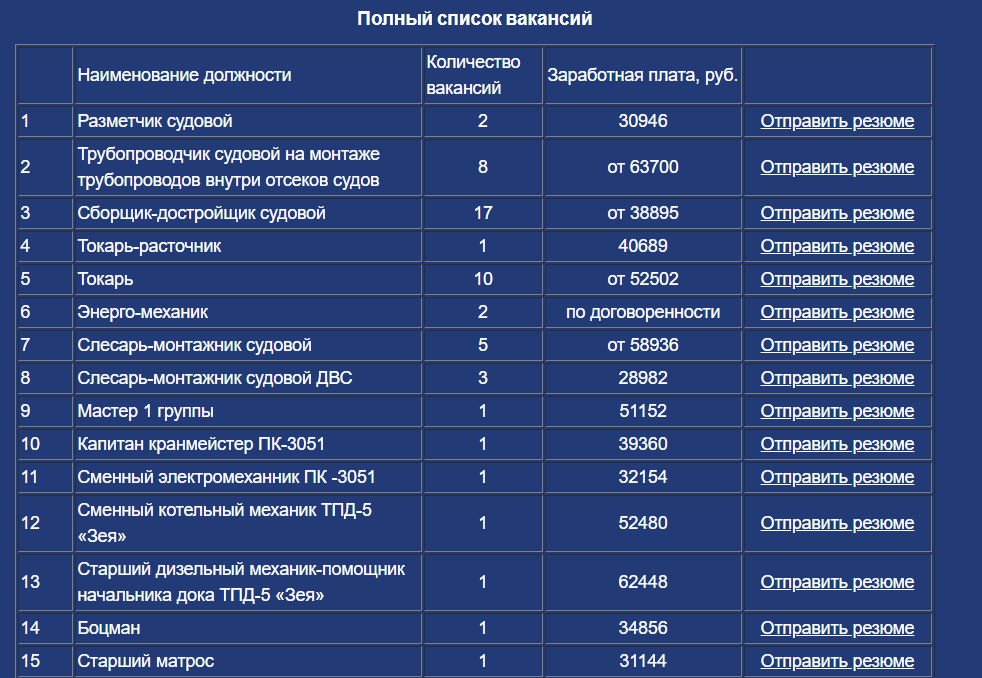 Полный список вакансий
Наименование должности Количество вакансий Заработная плата, руб.
1 Разметчик судовой 2 30946 Отправить резюме
2 Трубопроводчик судовой на монтаже трубопроводов внутри отсеков судов 8 от 63700 Отправить резюме
3 Сборщик-достройщик судовой 17 от 38895 Отправить резюме
4 Токарь-расточник 1 40689 Отправить резюме
5 Токарь 10 от 52502 Отправить резюме
6 Энерго-механик 2 по договоренности Отправить резюме
7 Слесарь-монтажник судовой 5 от 58936 Отправить резюме
8 Слесарь-монтажник судовой ДВС 3 28982 Отправить резюме
9 Мастер 1 группы 1 51152 Отправить резюме
10 Капитан кранмейстер ПК-3051 1 39360 Отправить резюме
11 Сменный электромеханник ПК -3051 1 32154 Отправить резюме
12 Сменный котельный механик ТПД-5 «Зея» 1 52480 Отправить резюме
13 Старший дизельный механик-помощник начальника дока ТПД-5 «Зея» 1 62448 Отправить резюме
14 Боцман 1 34856 Отправить резюме
15 Старший матрос 1 31144 Отправить резюме